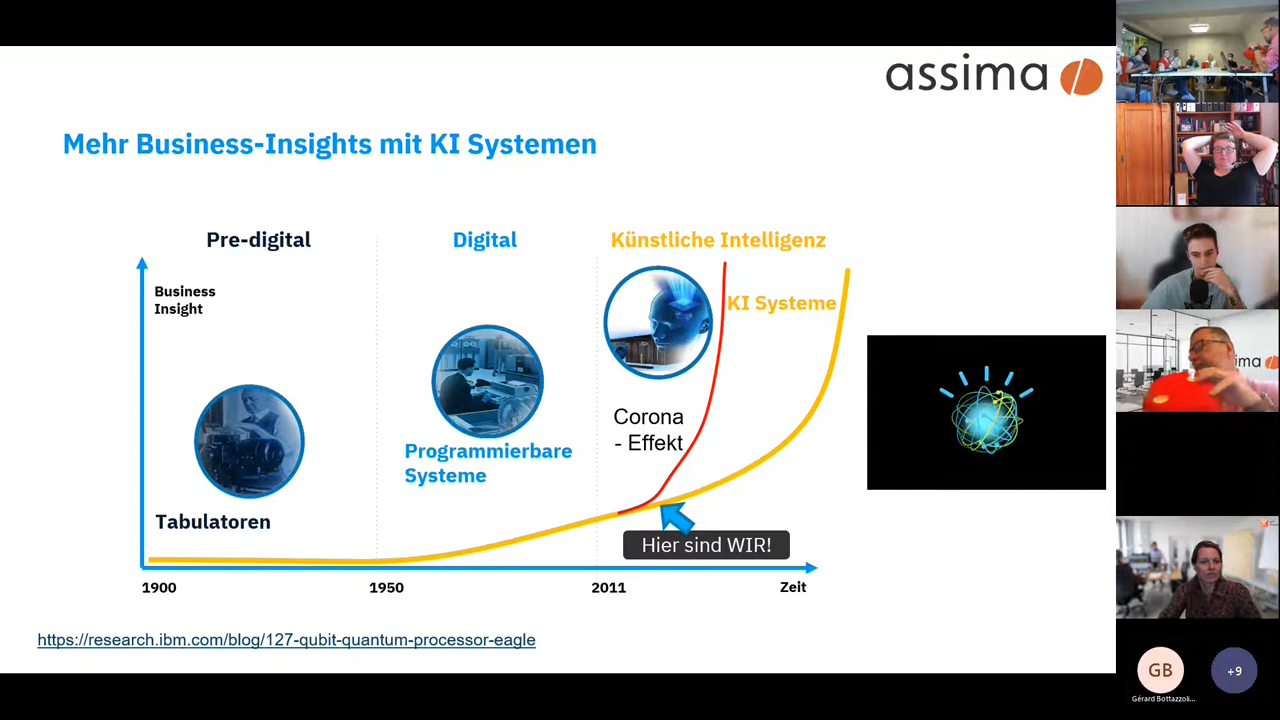 assima
Mehr Business-Insights mit KI Systemen
Pre-digital
Digital
Künstliche Intelligenz
Business
Insight
KI Systeme
Corona
- Effekt
Programmierbare
Systeme
Tabulatoren
Hier sind WIR!
1900
1950
2011
Zeit
https://research.ibm.com/blog/127-qubit-quantum-processor-eagle
ima
GB
+9
Gérard Bottazzoli...